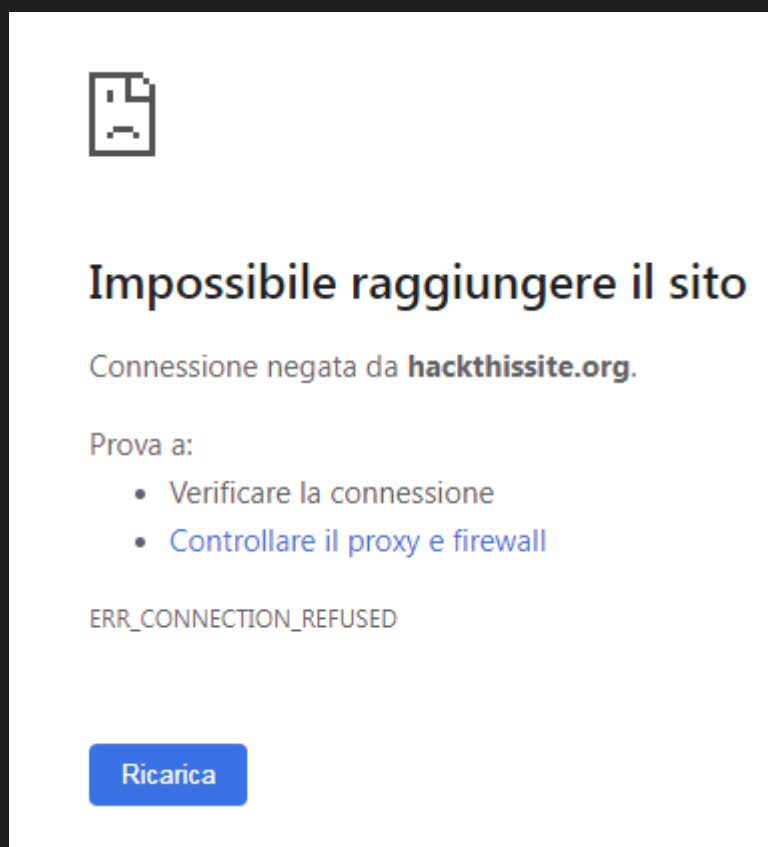 Impossibile raggiungere il sito
Connessione negata da hackthissite.org.
Prova a:
• Verificare la connessione
• Controllare il proxy e firewall
ERR_CONNECTION_REFUSED
Ricarica